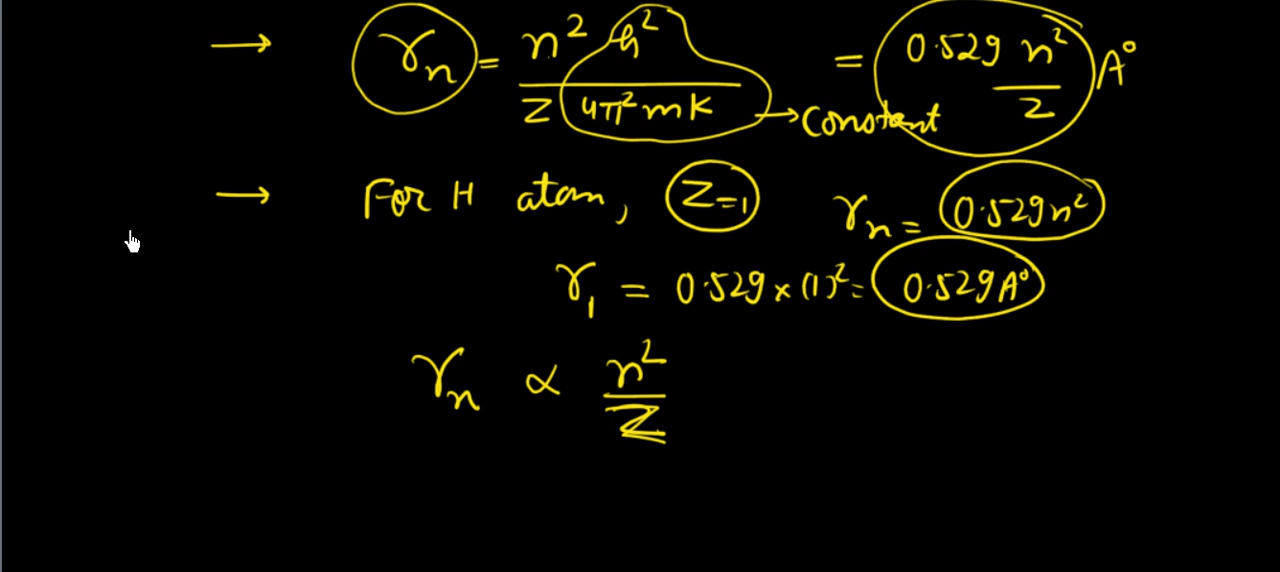 → rₙ = n² h² / Z 4π² m K → Constant = 0.529 n² / Z A°
→ For H atom, Z=1 rₙ = 0.529n²
r₁ = 0.529 × (1)² = 0.529A°
rₙ ∝ n² / Z